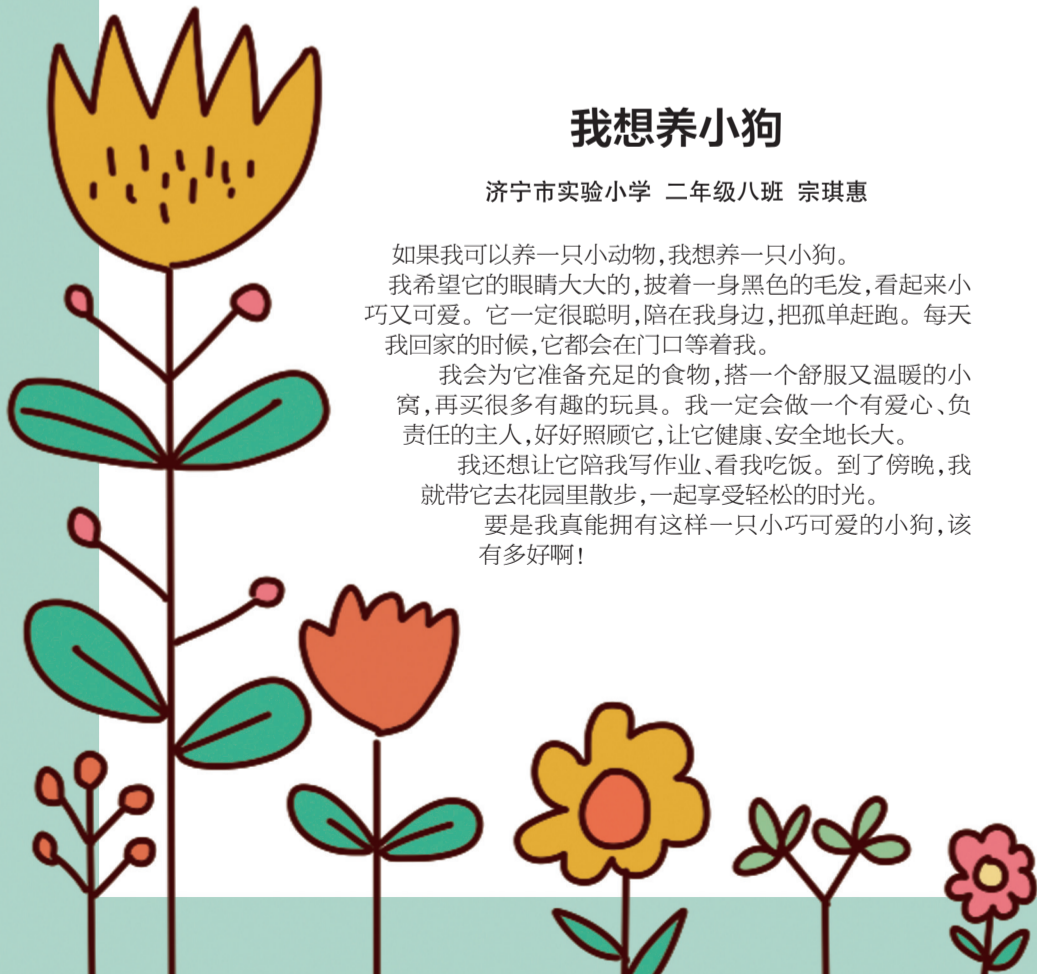 我想养小狗
济宁市实验小学 二年级八班 宗琪惠
如果我可以养一只小动物,我想养一只小狗。
我希望它的眼睛大大的,披着一身黑色的毛发,看起来小
巧又可爱。它一定很聪明,陪在我身边,把孤单赶跑。每天
我回家的时候,它都会在门口等着我。
我会为它准备充足的食物,搭一个舒服又温暖的小
窝,再买很多有趣的玩具。我一定会做一个有爱心、负
责任的主人,好好照顾它,让它健康、安全地长大。
我还想让它陪我写作业、看我吃饭。到了傍晚,我
就带它去花园里散步,一起享受轻松的时光。
要是我真能拥有这样一只小巧可爱的小狗,该
有多好啊!